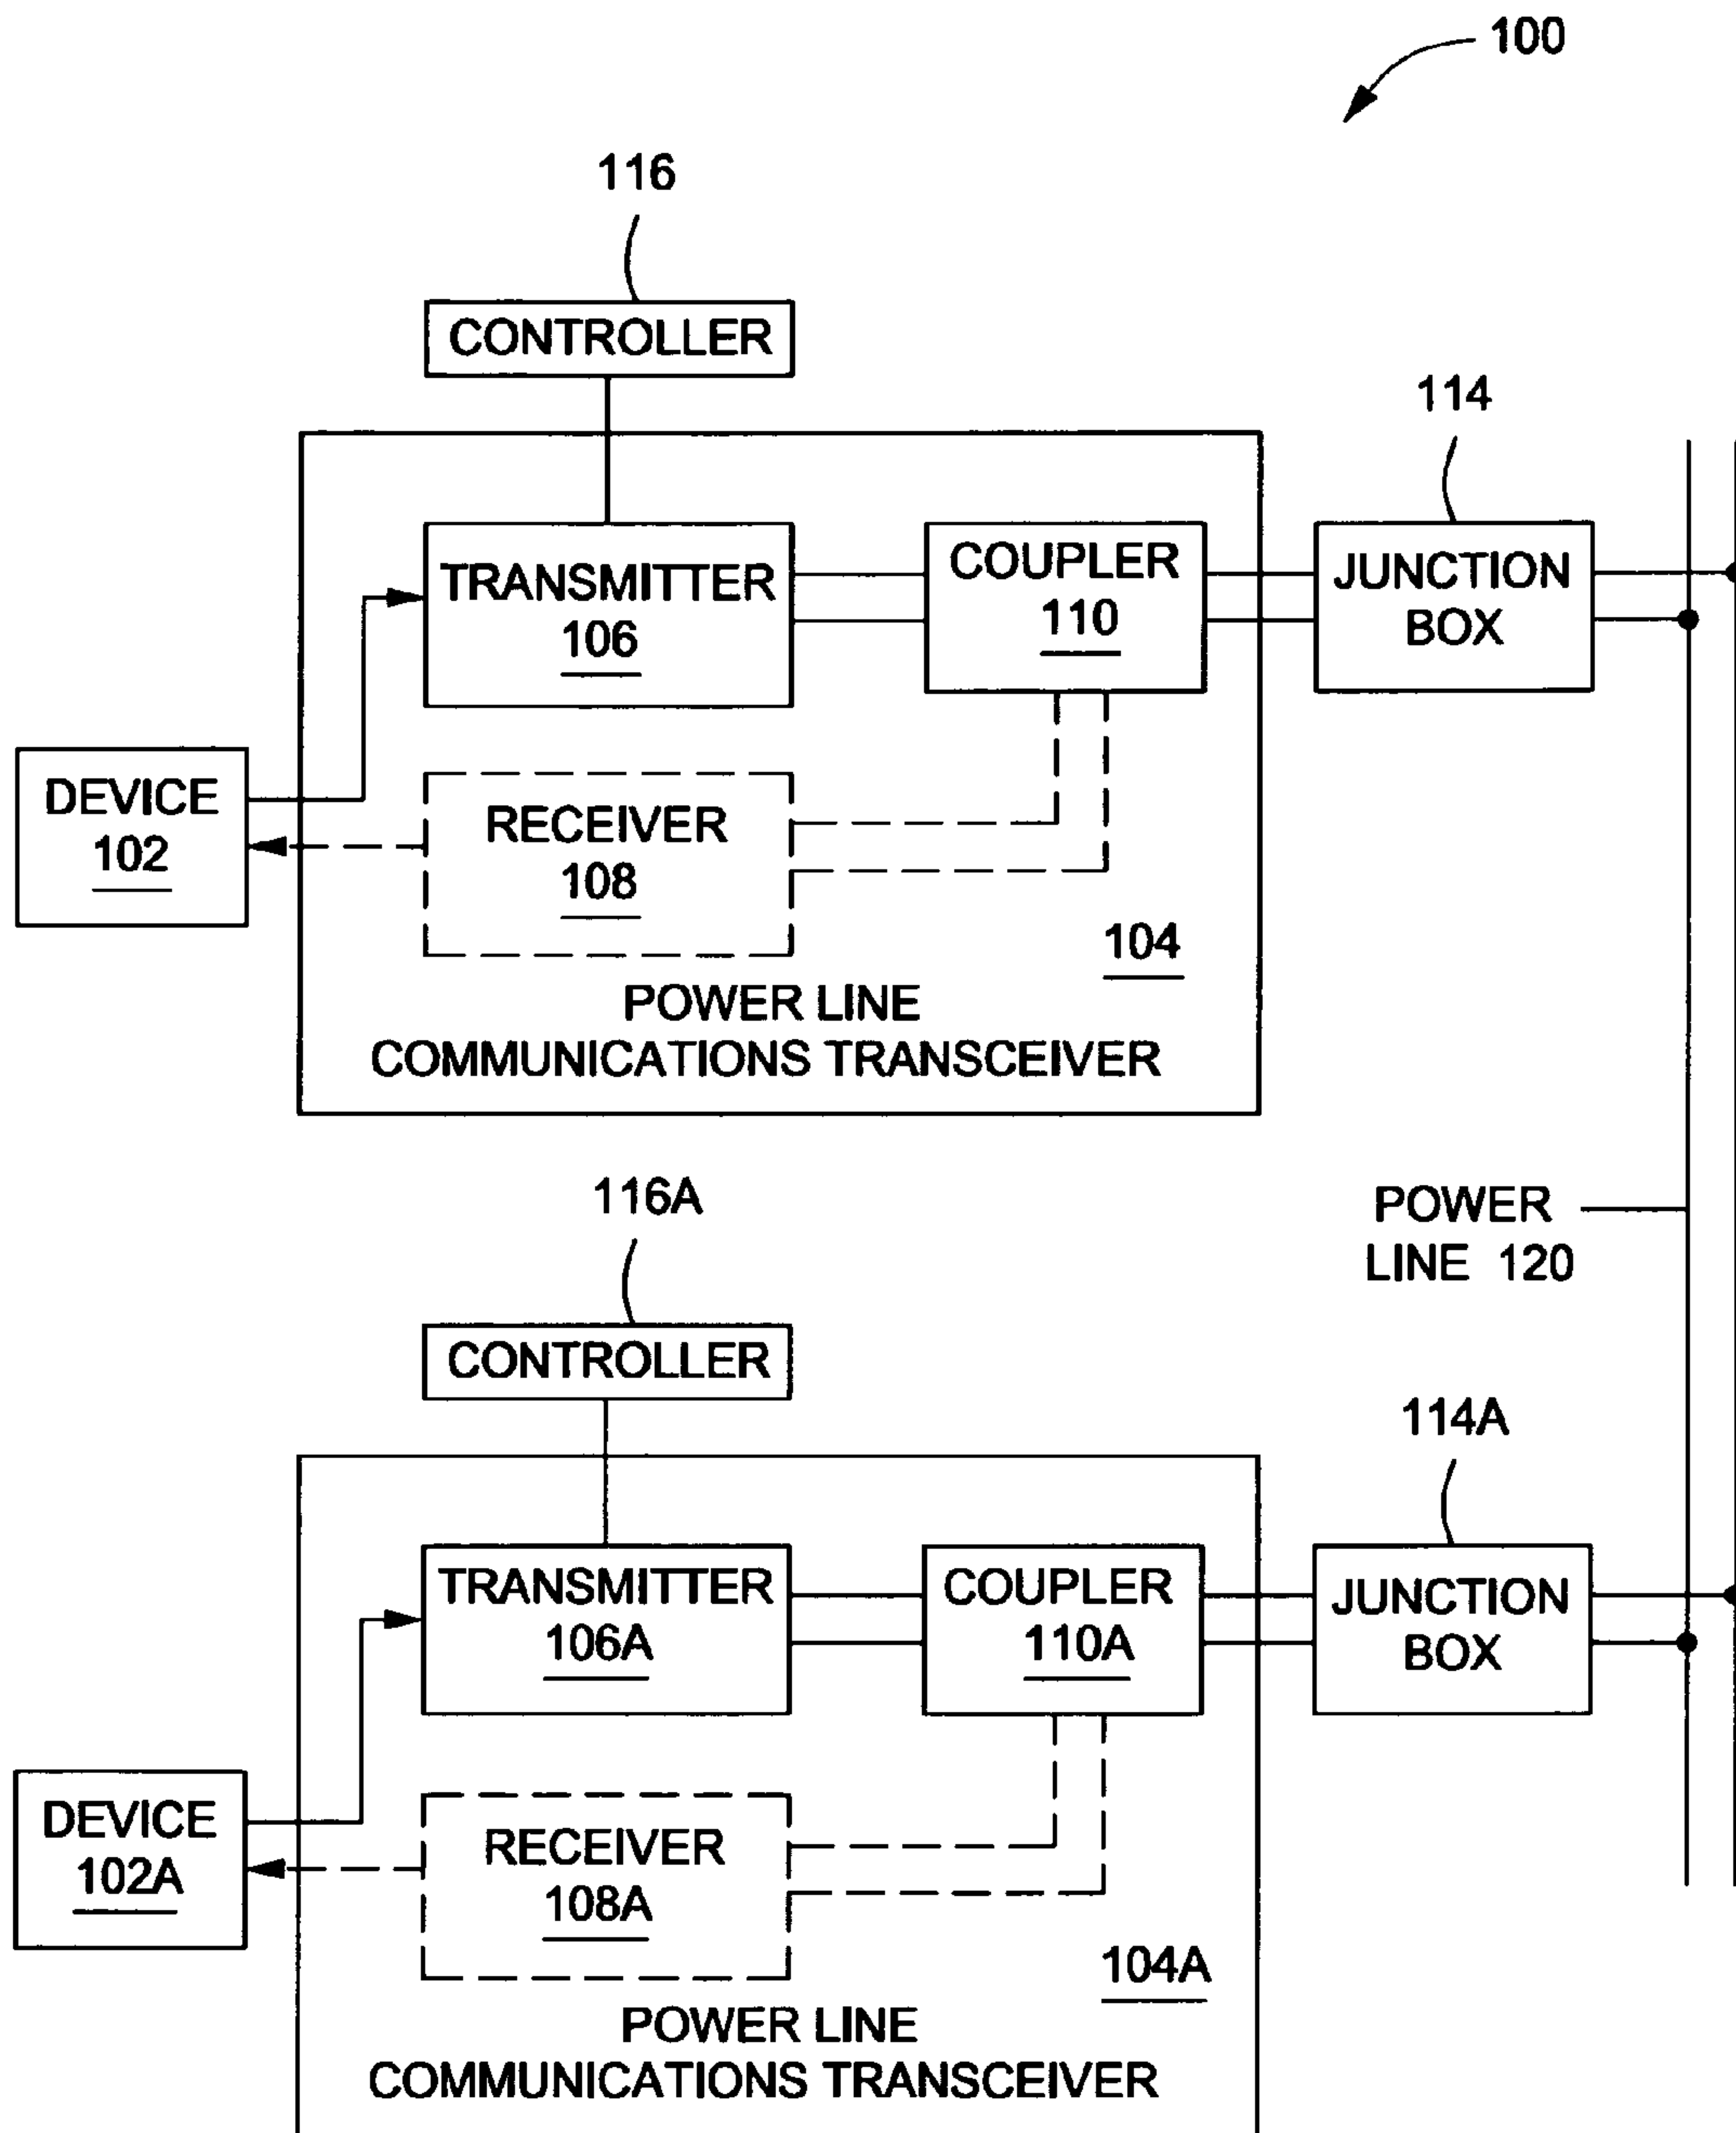 100
116
CONTROLLER
114
TRANSMITTER
106
COUPLER
110
JUNCTION
BOX
DEVICE
102
RECEIVER
108
104
POWER LINE
COMMUNICATIONS TRANSCEIVER
116A
POWER
LINE 120
CONTROLLER
114A
TRANSMITTER
106A
COUPLER
110A
JUNCTION
BOX
DEVICE
102A
RECEIVER
108A
104A
POWER LINE
COMMUNICATIONS TRANSCEIVER